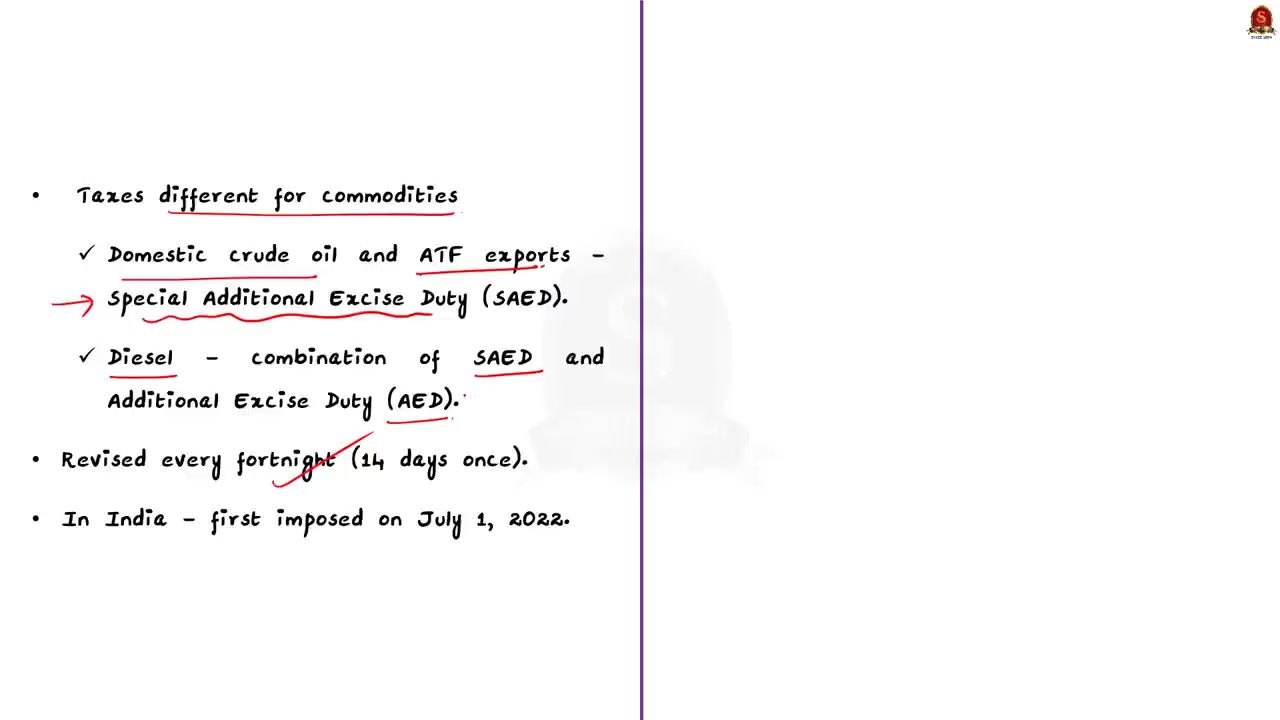 • Taxes different for commodities
✓ Domestic crude oil and ATF exports –
Special Additional Excise Duty (SAED).
✓ Diesel – combination of SAED and
Additional Excise Duty (AED).
• Revised every fortnight (14 days once).
• In India – first imposed on July 1, 2022.
S
S